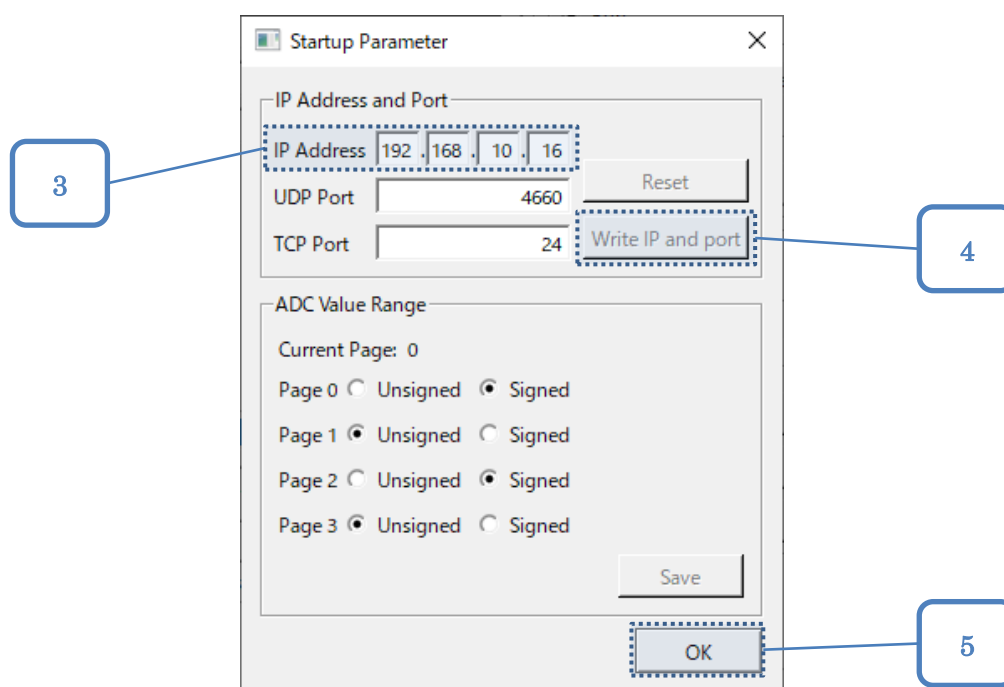 Startup Parameter
IP Address and Port
IP Address 192 . 168 . 10 . 16
UDP Port 4660
Reset
TCP Port 24
Write IP and port
ADC Value Range
Current Page: 0
Page 0 Unsigned Signed
Page 1 Unsigned Signed
Page 2 Unsigned Signed
Page 3 Unsigned Signed
Save
OK
3
4
5